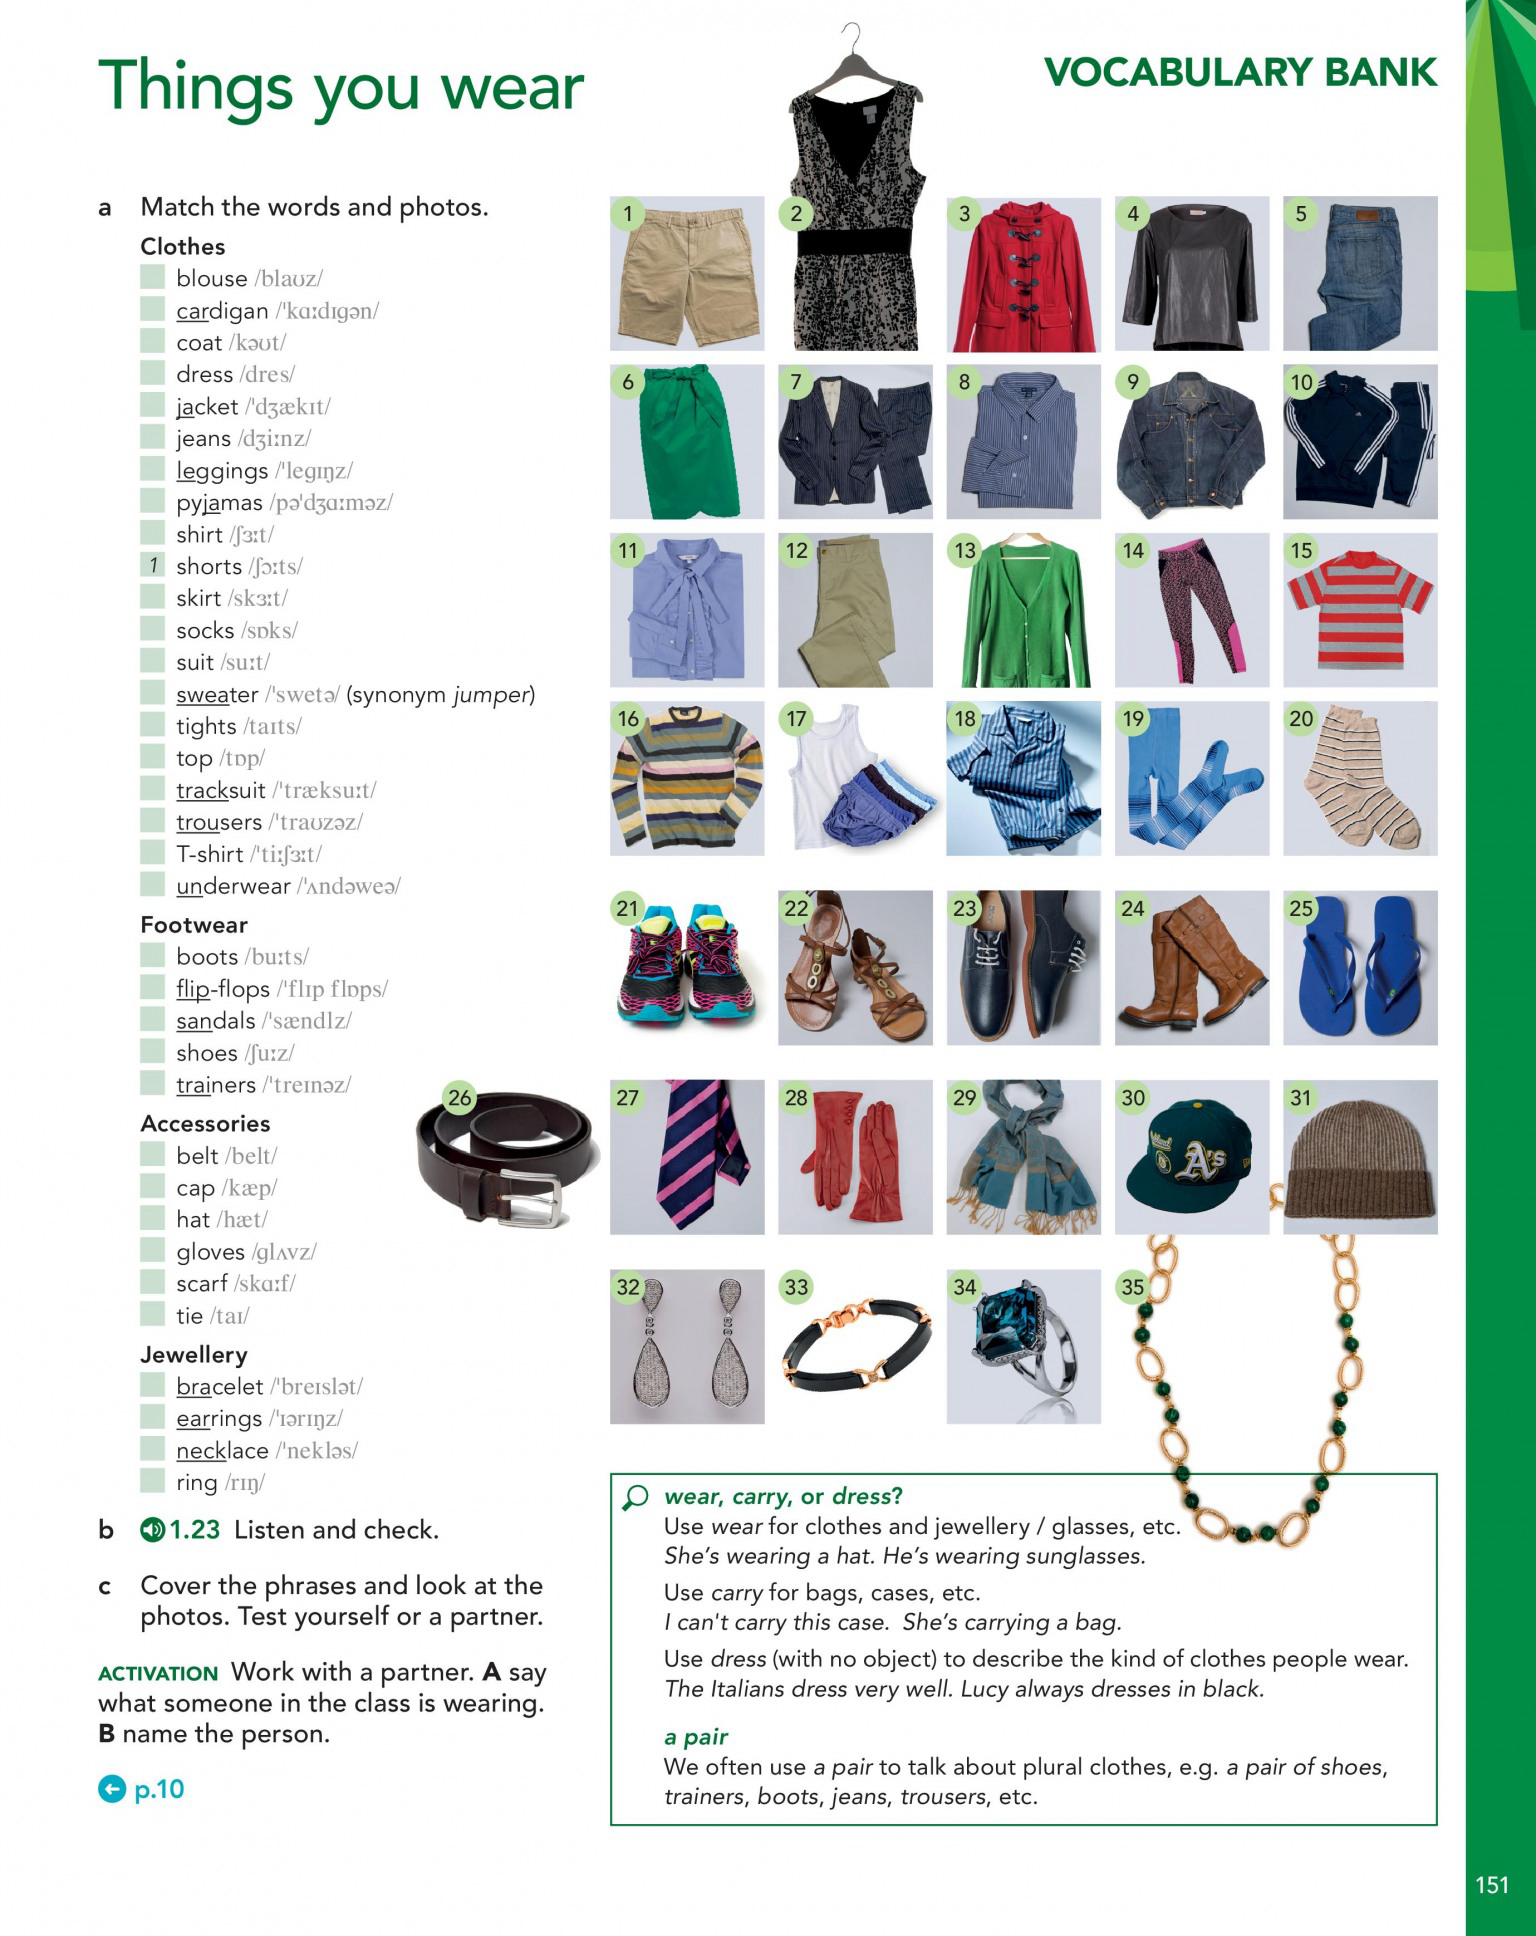 Things you wear
VOCABULARY BANK
a Match the words and photos.
Clothes
blouse /blaʊz/
cardigan /ˈkɑːdɪɡən/
coat /kəʊt/
dress /dres/
jacket /ˈdʒækɪt/
jeans /dʒiːnz/
leggings /ˈleɡɪŋz/
pyjamas /pəˈdʒɑːməz/
shirt /ʃɜːt/
1 shorts /ʃɔːts/
skirt /skɜːt/
socks /sɒks/
suit /suːt/
sweater /ˈswetə/ (synonym jumper)
tights /taɪts/
top /tɒp/
tracksuit /ˈtræksuːt/
trousers /ˈtraʊzəz/
T-shirt /ˈtiːʃɜːt/
underwear /ˈʌndəweə/
Footwear
boots /buːts/
flip-flops /ˈflɪp flɒps/
sandals /ˈsændlz/
shoes /ʃuːz/
trainers /ˈtreɪnəz/
Accessories
belt /belt/
cap /kæp/
hat /hæt/
gloves /ɡlʌvz/
scarf /skɑːf/
tie /taɪ/
Jewellery
bracelet /ˈbreɪslət/
earrings /ˈɪərɪŋz/
necklace /ˈnekləs/
ring /rɪŋ/
b 1.23 Listen and check.
c Cover the phrases and look at the
photos. Test yourself or a partner.
ACTIVATION Work with a partner. A say
what someone in the class is wearing.
B name the person.
p.10
1 2 3 4 5
6 7 8 9 10
11 12 13 14 15
16 17 18 19 20
21 22 23 24 25
26 27 28 29 30 31
A's
32 33 34 35
wear, carry, or dress?
Use wear for clothes and jewellery / glasses, etc.
She's wearing a hat. He's wearing sunglasses.
Use carry for bags, cases, etc.
I can't carry this case. She's carrying a bag.
Use dress (with no object) to describe the kind of clothes people wear.
The Italians dress very well. Lucy always dresses in black.
a pair
We often use a pair to talk about plural clothes, e.g. a pair of shoes,
trainers, boots, jeans, trousers, etc.
151